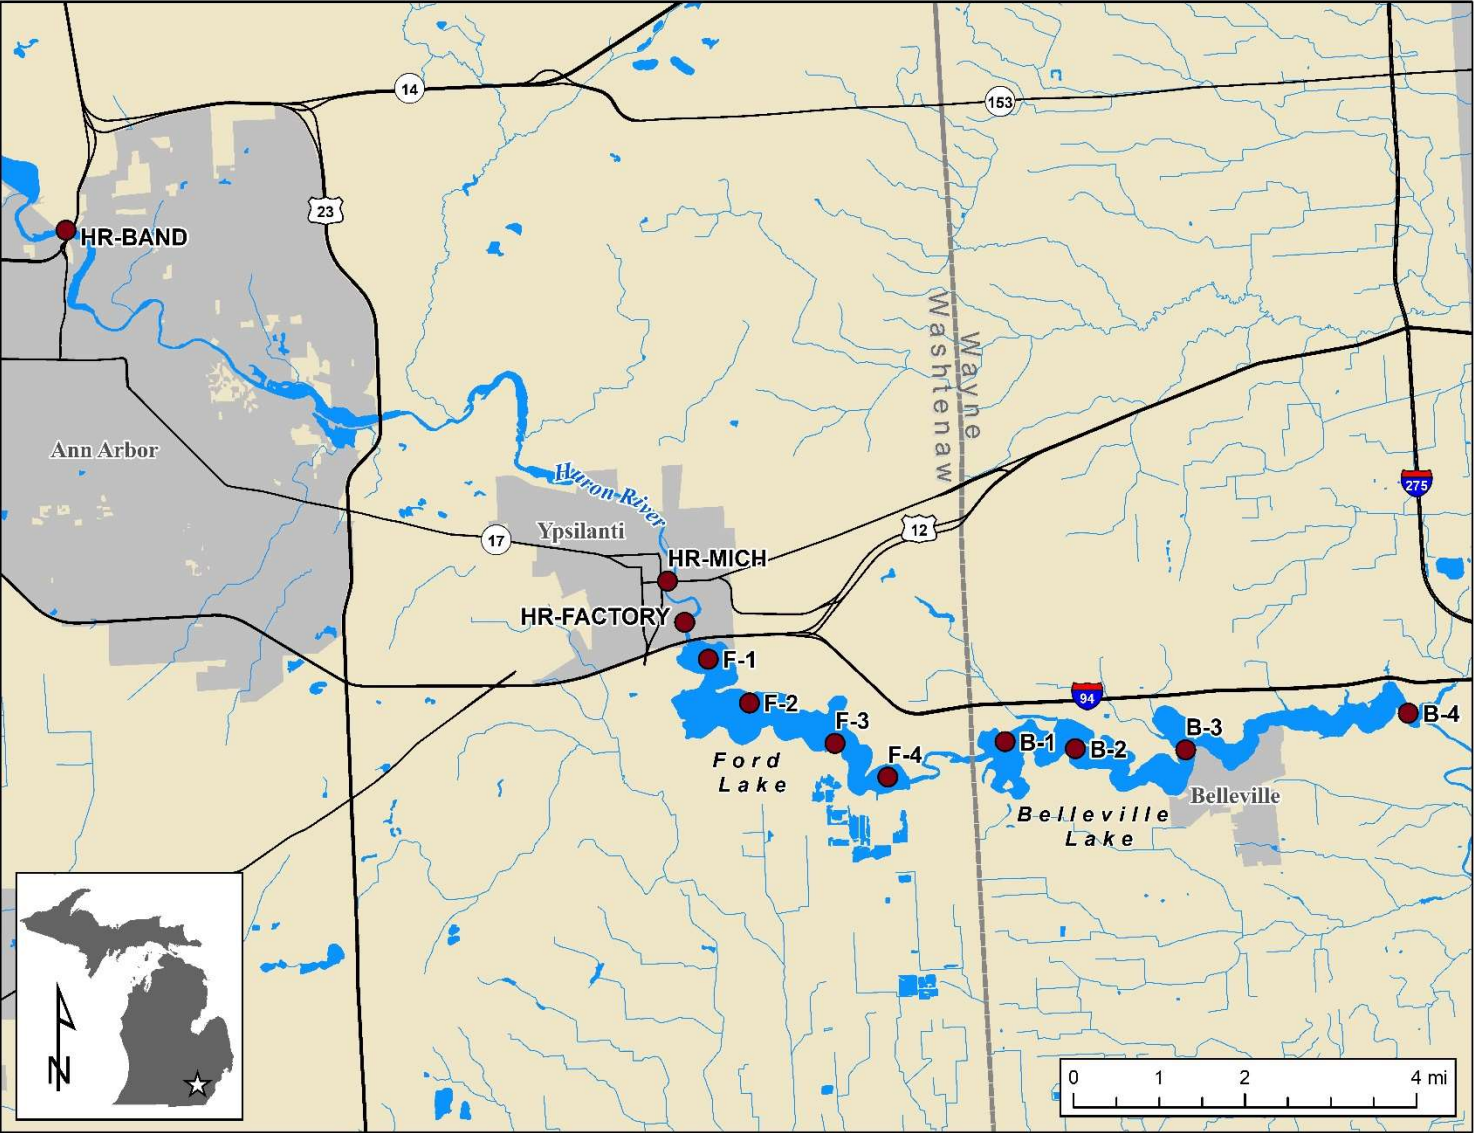 14
153
23
HR-BAND
Wayne
Washtenaw
Ann Arbor
Huron River
275
Ypsilanti
17
12
HR-MICH
HR-FACTORY
F-1
94
F-2
F-3
B-3
B-4
B-1
B-2
F-4
Ford
Lake
Belleville
Belleville
Lake
N
0 1 2 4 mi